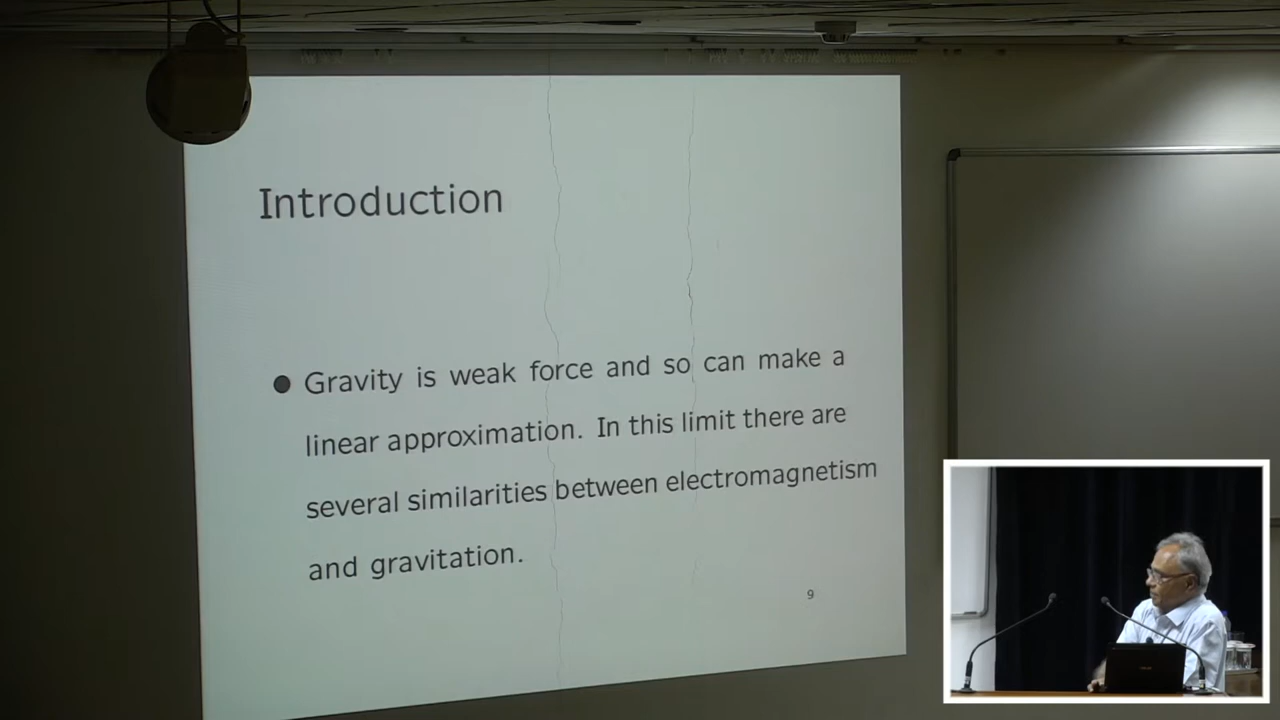 Introduction
Gravity is weak force and so can make a
linear approximation. In this limit there are
several similarities between electromagnetism
and gravitation.
9